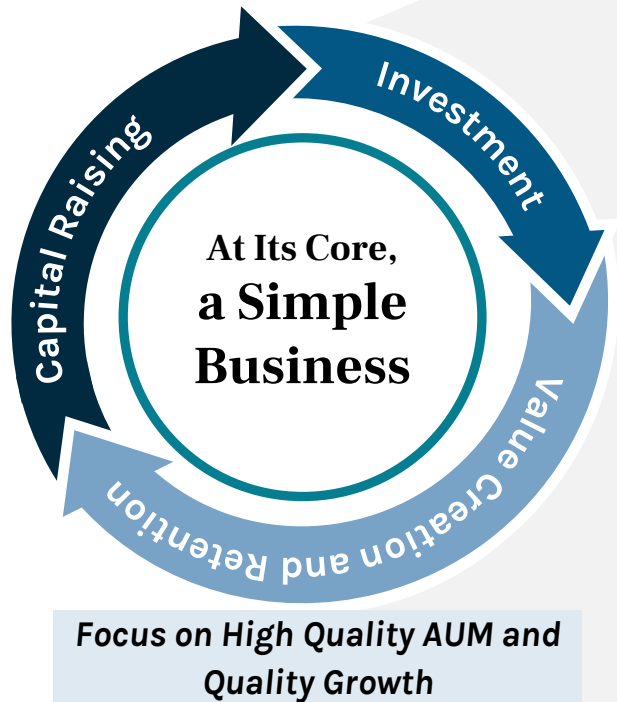 Capital Raising
Investment
At Its Core,
a Simple
Business
Value Creation and Retention
Focus on High Quality AUM and
Quality Growth